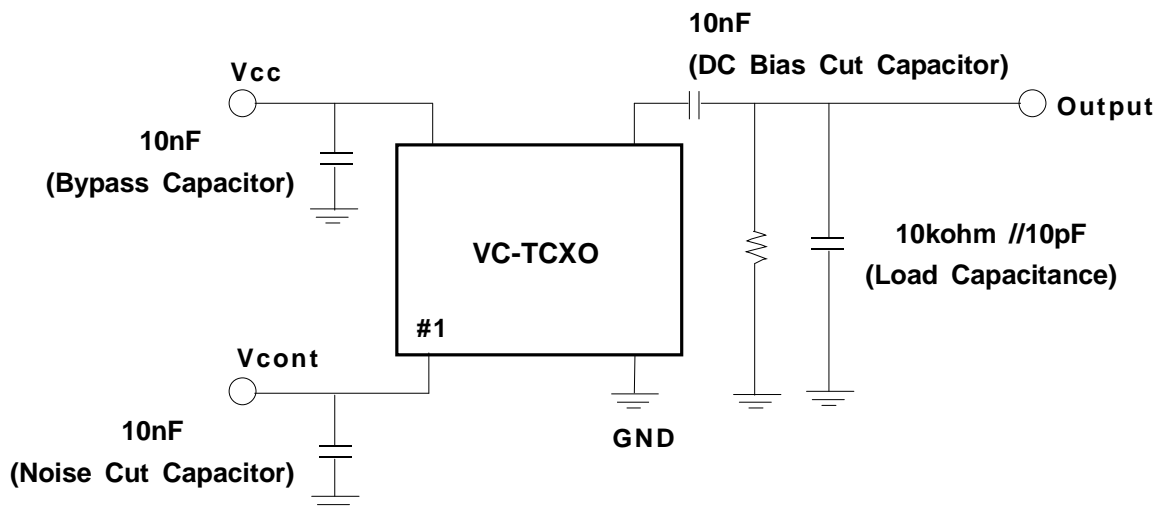 10nF
(DC Bias Cut Capacitor)
Vcc
Output
10nF
(Bypass Capacitor)
VC-TCXO
10kohm //10pF
(Load Capacitance)
#1
Vcont
GND
10nF
(Noise Cut Capacitor)